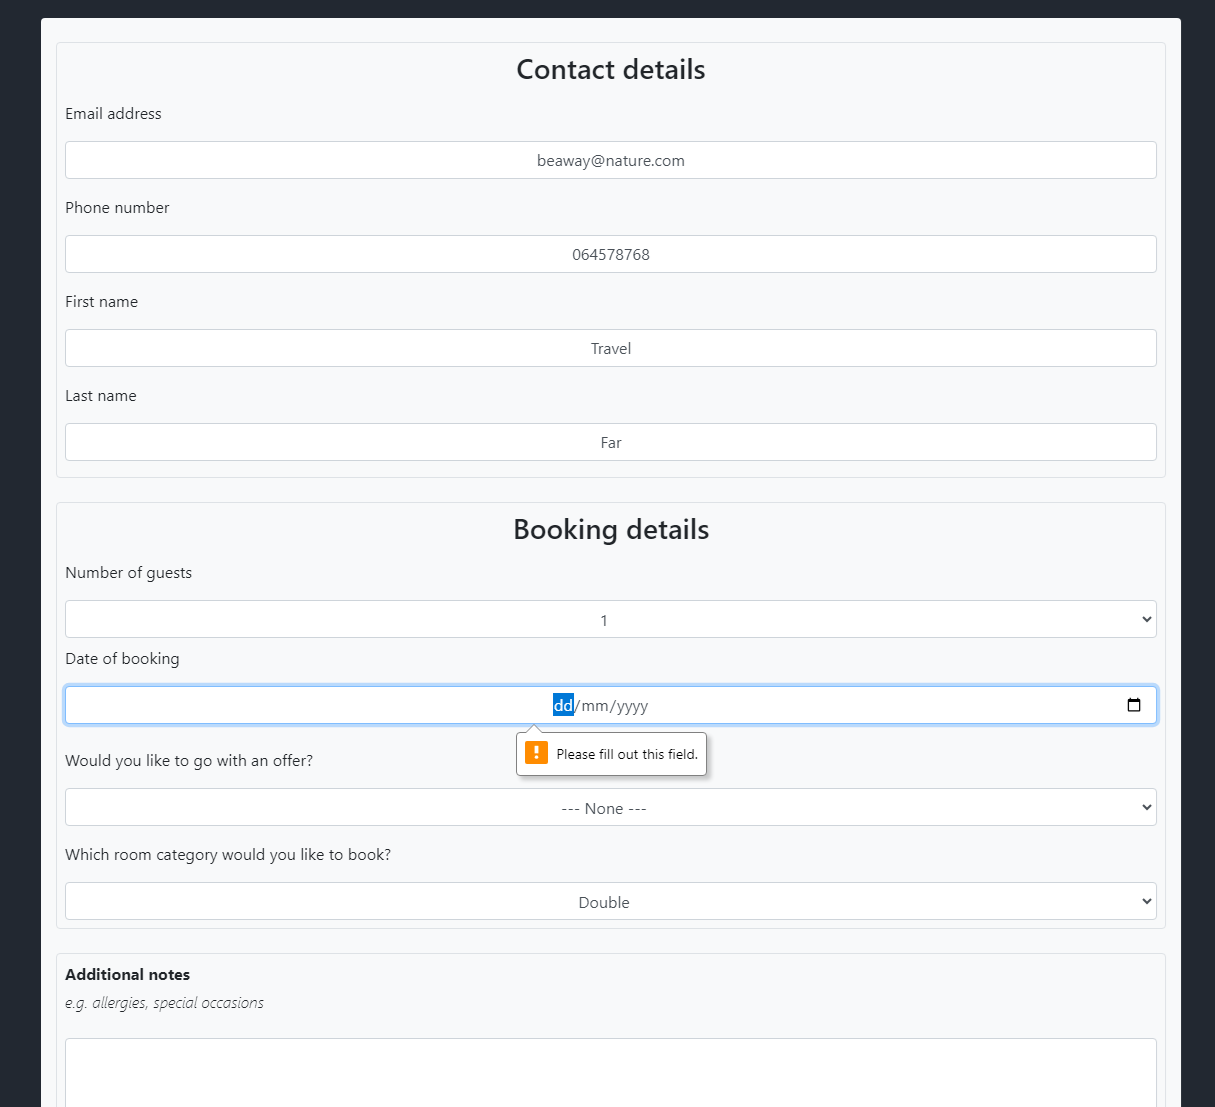 Contact details
Email address
beaway@nature.com
Phone number
064578768
First name
Travel
Last name
Far
Booking details
Number of guests
1
Date of booking
dd/mm/yyyy
Please fill out this field.
Would you like to go with an offer?
--- None ---
Which room category would you like to book?
Double
Additional notes
e.g. allergies, special occasions